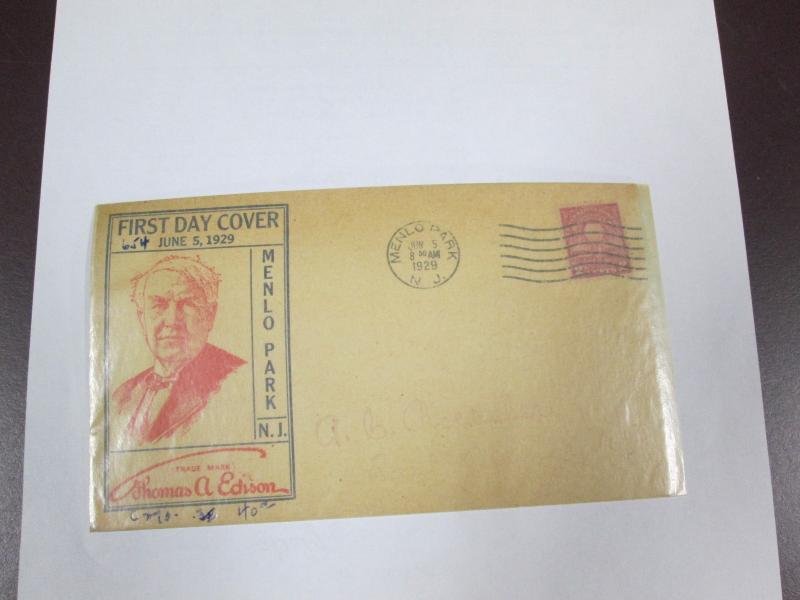 FIRST DAY COVER
654 JUNE 5, 1929
MENLO PARK
N.J.
TRADE MARK
Thomas A Edison
40
MENLO PARK
JUN 5
8 30 AM
1929
N. J.
A. C.